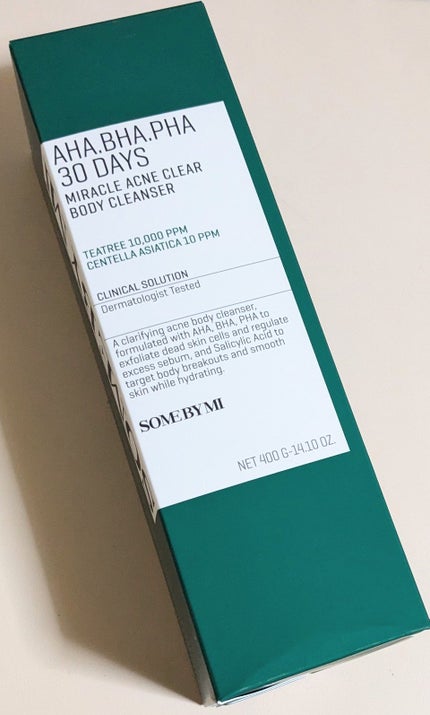 AHA.BHA.PHA
30 DAYS
MIRACLE ACNE CLEAR
BODY CLEANSER
TEATREE 10,000 PPM
CENTELLA ASIATICA 10 PPM
CLINICAL SOLUTION
Dermatologist Tested
A clarifying acne body cleanser,
formulated with AHA, BHA, PHA to
exfoliate dead skin cells and regulate
excess sebum, and Salicylic Acid to
target body breakouts and smooth
skin while hydrating.
SOME BY MI
NET 400 G-14.10 OZ.